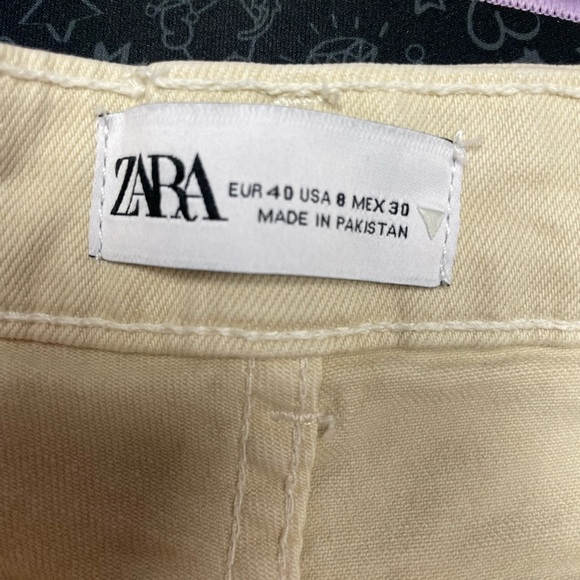 ZARA
EUR 40 USA 8 MEX 30
MADE IN PAKISTAN